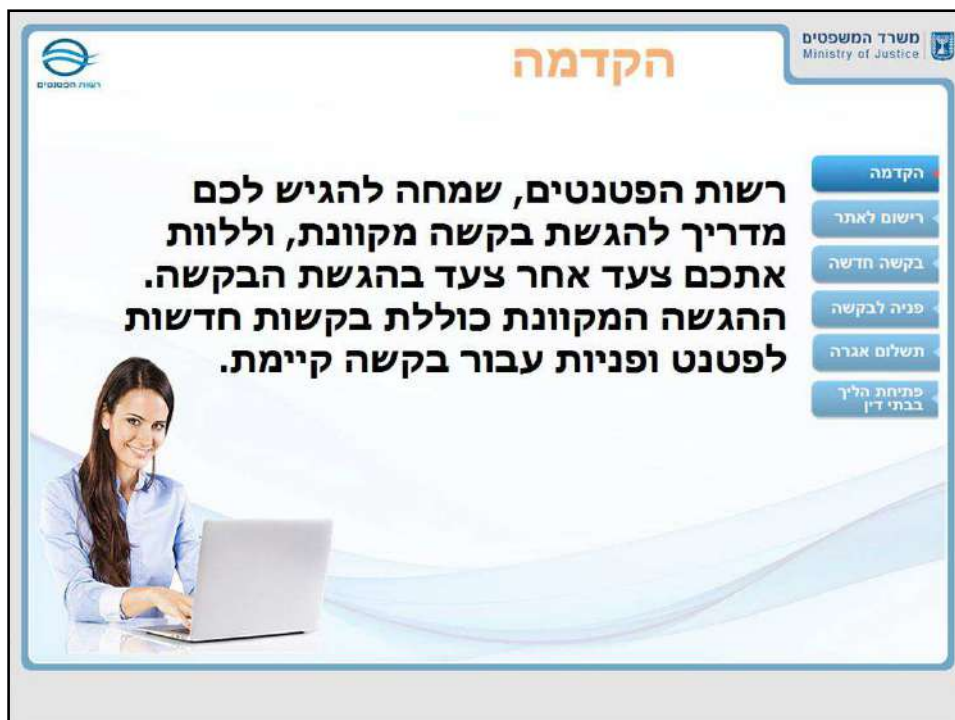 משרד המשפטים
Ministry of Justice
רשות הפטנטים
הקדמה
רשות הפטנטים, שמחה להגיש לכם
מדריך להגשת בקשה מקוונת, וללוות
אתכם צעד אחר צעד בהגשת הבקשה.
ההגשה המקוונת כוללת בקשות חדשות
לפטנט ופניות עבור בקשה קיימת.
הקדמה
רישום לאתר
בקשה חדשה
פניה לבקשה
תשלום אגרה
פתיחת הליך
בבתי דין